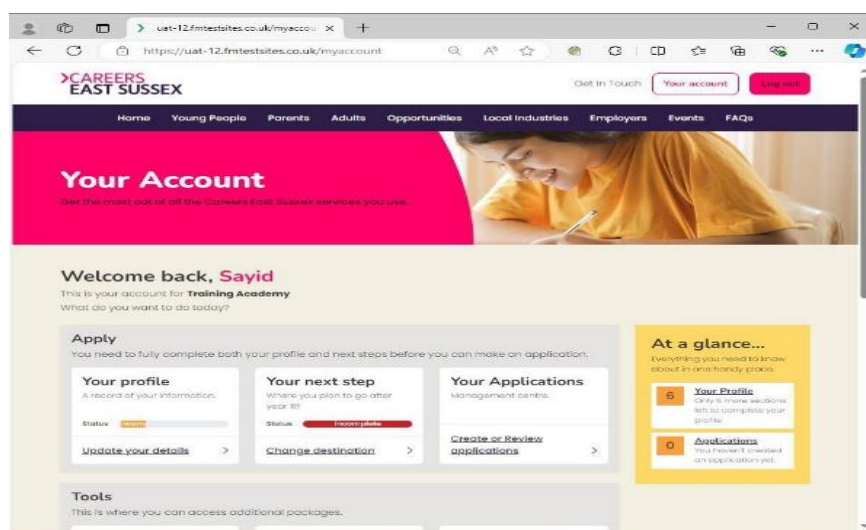 uat-12.fmtestsites.co.uk/myaccou
https://uat-12.fmtestsites.co.uk/myaccount
CAREERS
EAST SUSSEX
Get In Touch
Your account
Log out
Home Young People Parents Adults Opportunities Local Industries Employers Events FAQs
Your Account
Get the most out of all the Careers East Sussex services you use.
Welcome back, Sayid
This is your account for Training Academy
What do you want to do today?
Apply
You need to fully complete both your profile and next steps before you can make an application.
Your profile
A record of your information.
Status
Update your details
Your next step
Where you plan to go after
year 11?
Status Incomplete
Change destination
Your Applications
Management centre.
Create or Review
applications
At a glance...
Everything you need to know
about in one handy place.
6 Your Profile
Only 6 more sections
left to complete your
profile
0 Applications
You haven't created
an application yet.
Tools
This is where you can access additional packages.